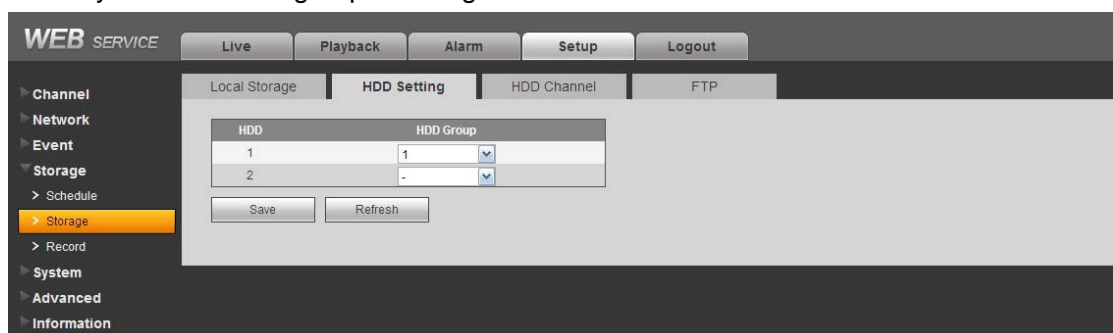 WEB SERVICE
Live Playback Alarm Setup Logout
Local Storage HDD Setting HDD Channel FTP
Channel
Network
Event
Storage
> Schedule
> Storage
> Record
System
Advanced
Information
HDD HDD Group
1 1
2 -
Save Refresh